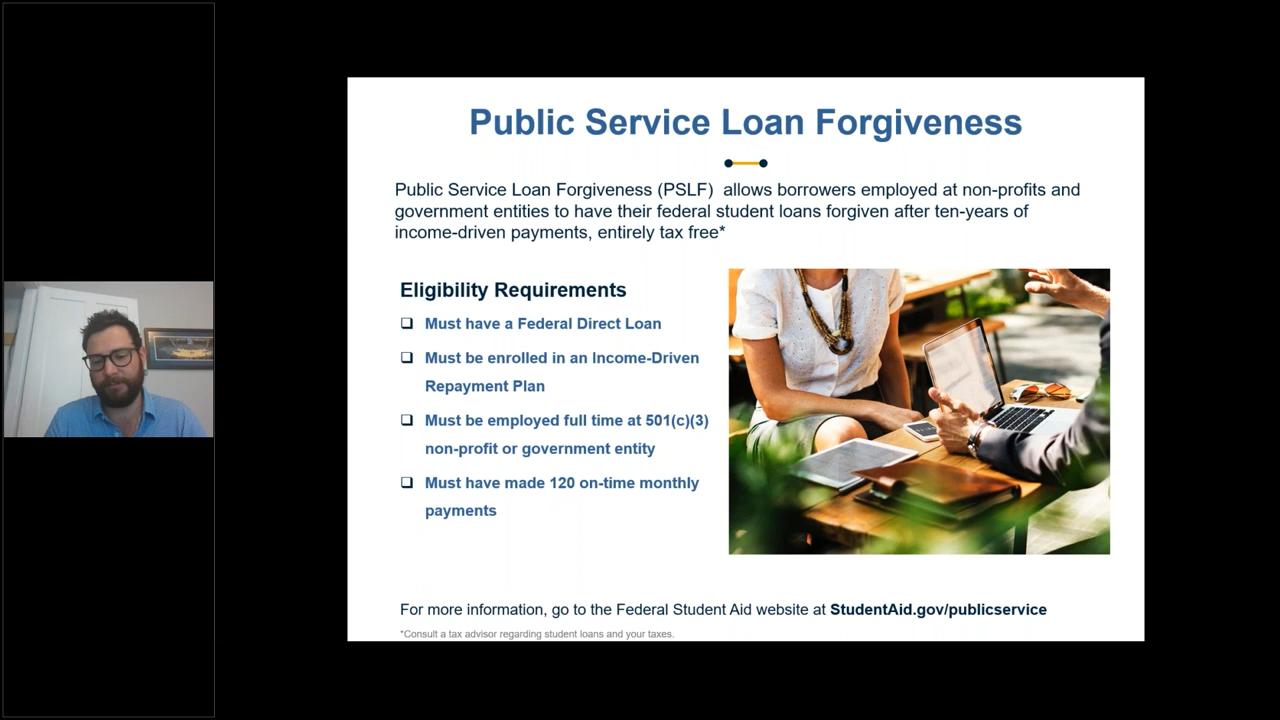 Public Service Loan Forgiveness
Public Service Loan Forgiveness (PSLF)  allows borrowers employed at non-profits and
government entities to have their federal student loans forgiven after ten-years of
income-driven payments, entirely tax free*
Eligibility Requirements
Must have a Federal Direct Loan
Must be enrolled in an Income-Driven
Repayment Plan
Must be employed full time at 501(c)(3)
non-profit or government entity
Must have made 120 on-time monthly
payments
For more information, go to the Federal Student Aid website at StudentAid.gov/publicservice
*Consult a tax advisor regarding student loans and your taxes.